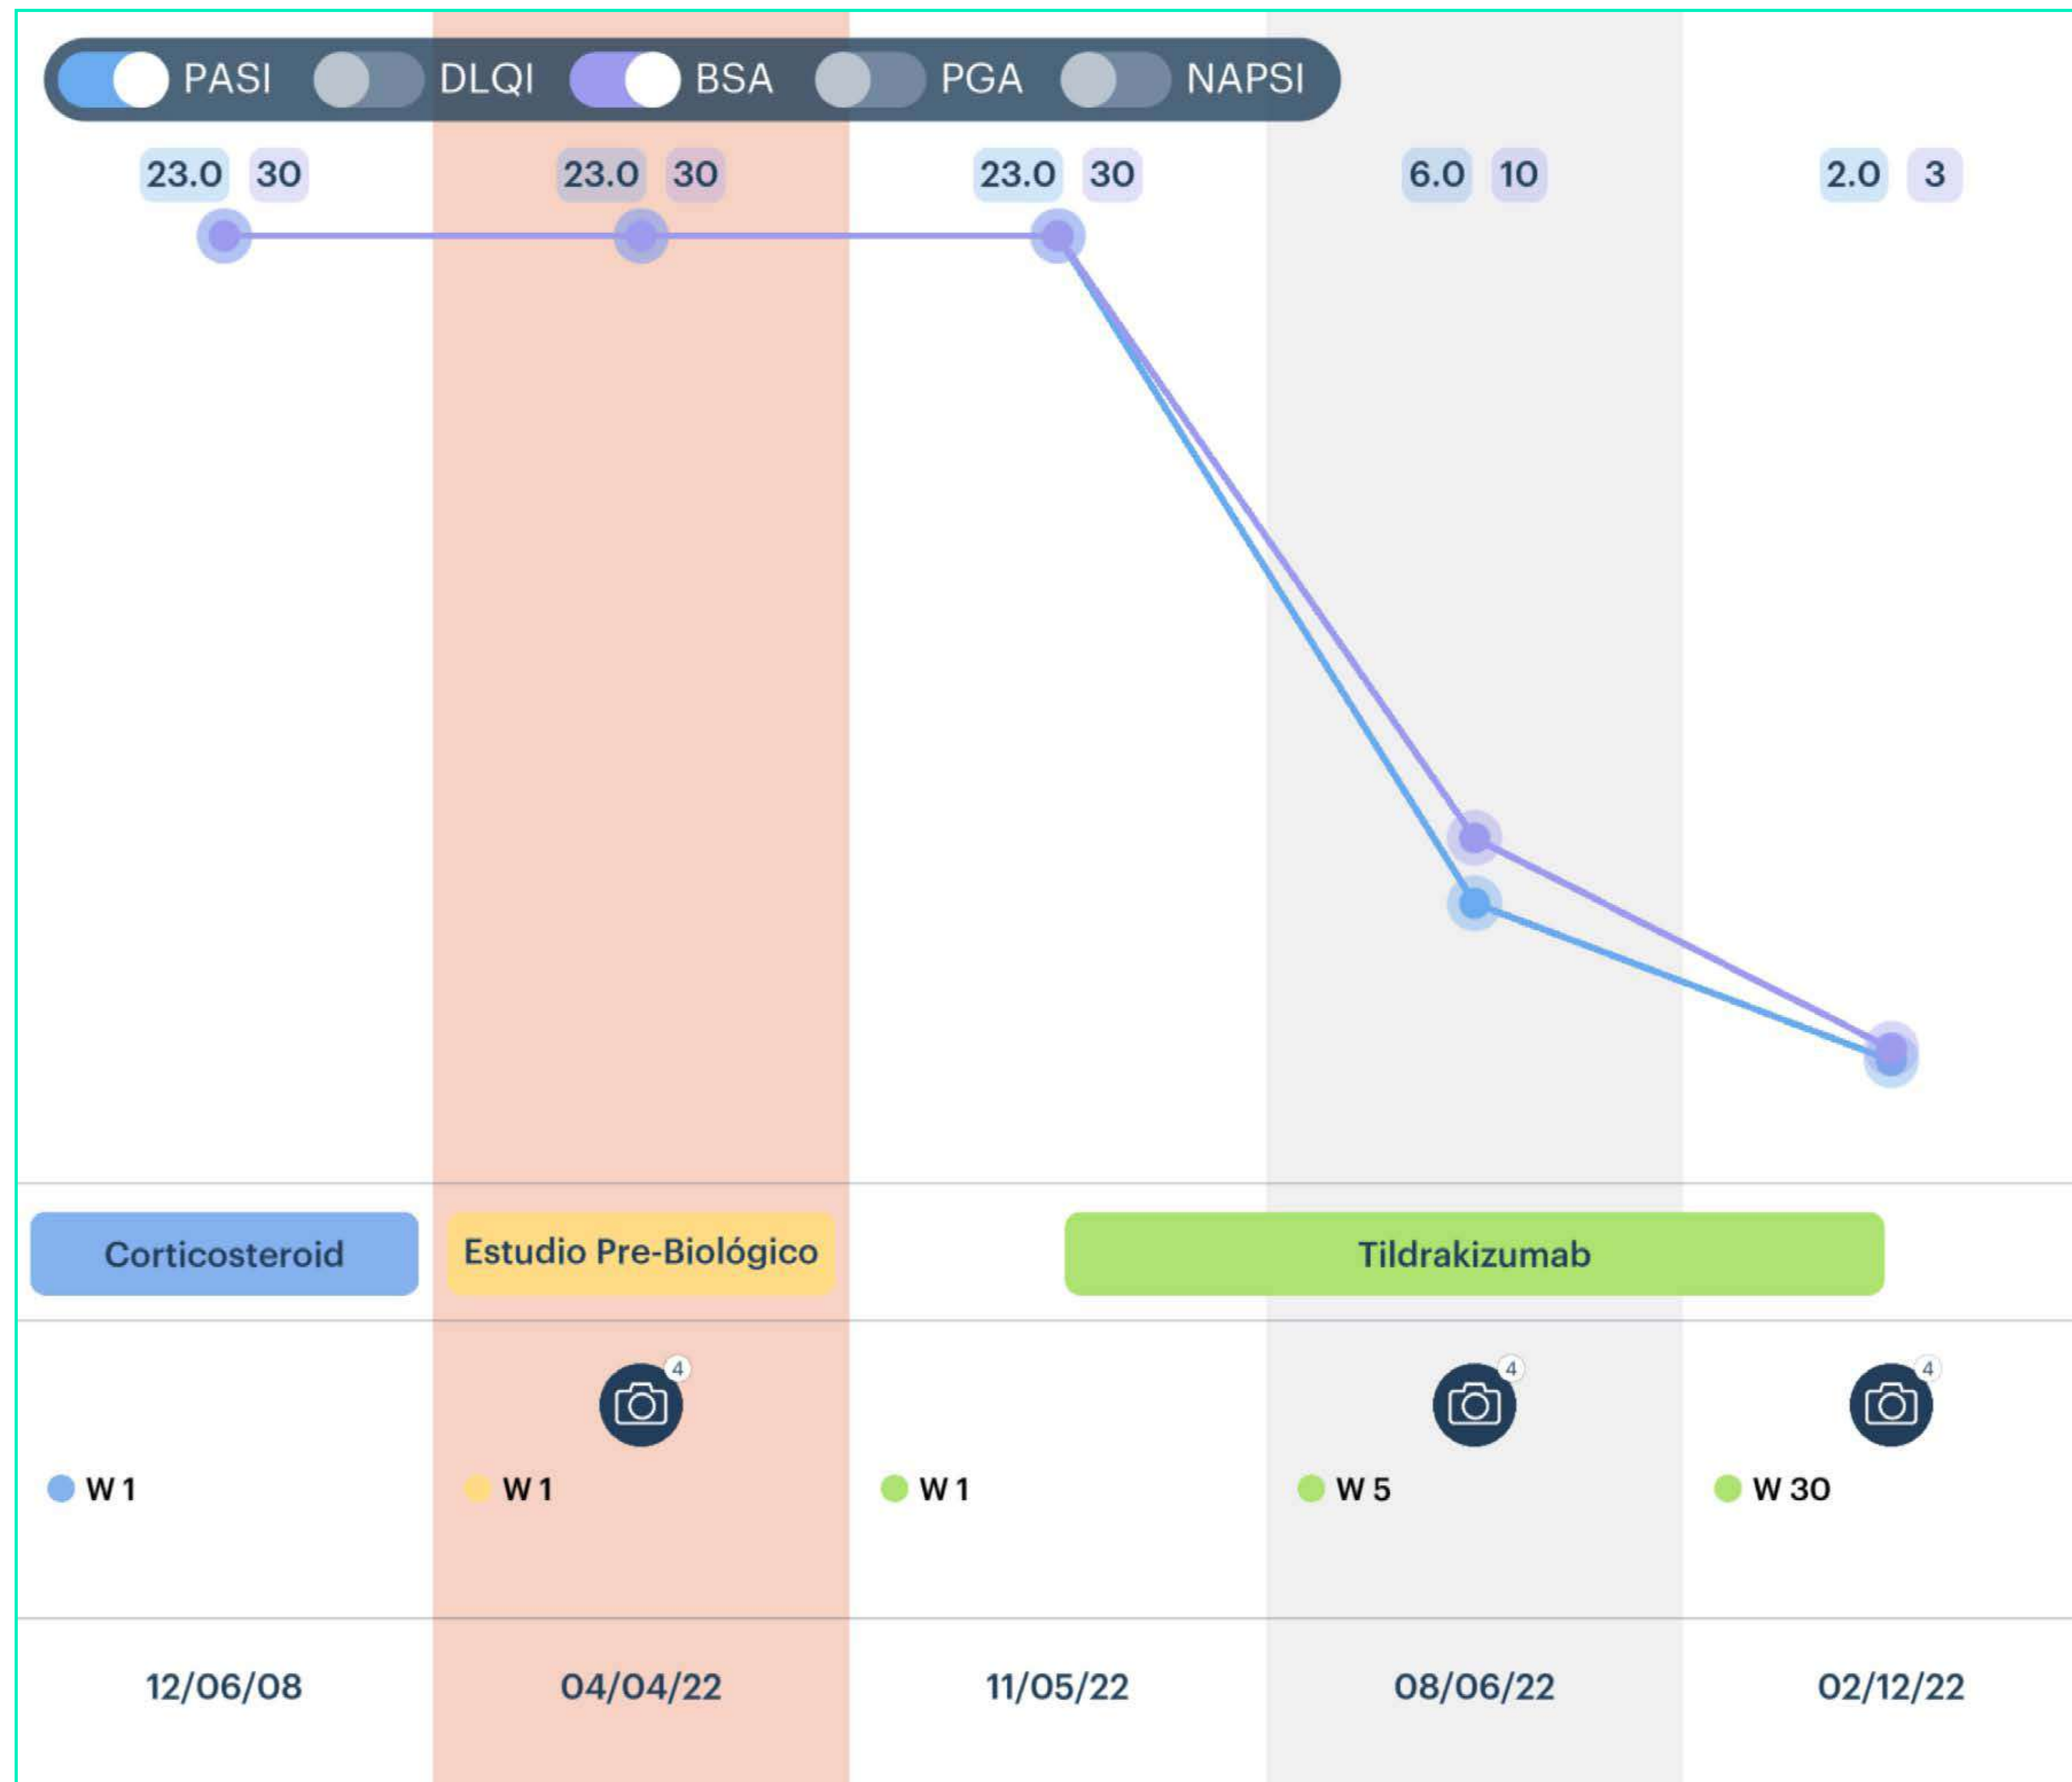 PASI DLQI BSA PGA NAPSI
23.0 30 23.0 30 23.0 30 6.0 10 2.0 3
Corticosteroid Estudio Pre-Biológico Tildrakizumab
4 4 4
W 1 W 1 W 1 W 5 W 30
12/06/08 04/04/22 11/05/22 08/06/22 02/12/22